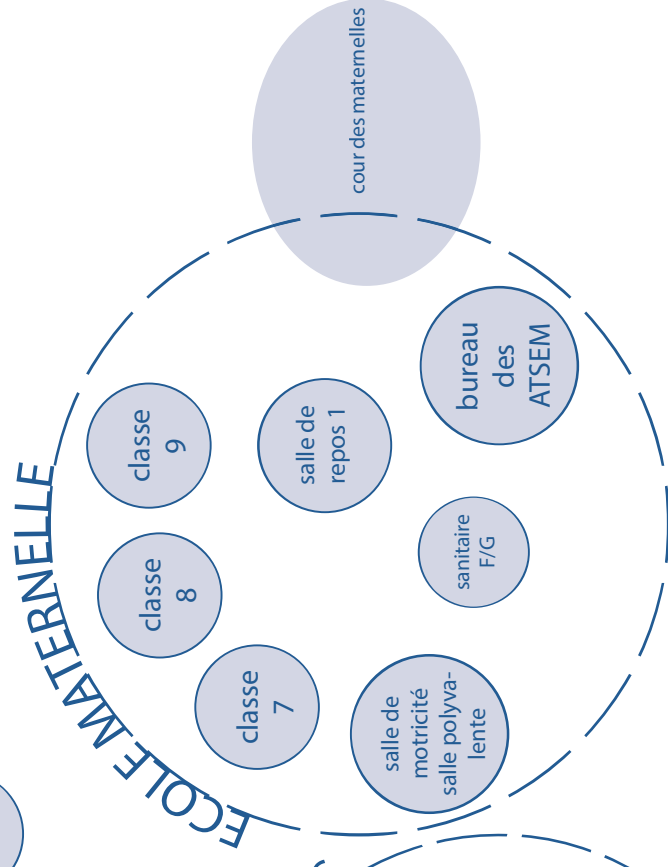 ECOLE MATERNELLE
cour des maternelles
classe
9
classe
8
classe
7
salle de
repos 1
bureau
des
ATSEM
sanitaire
F/G
salle de
motricité
salle polyva-
lente